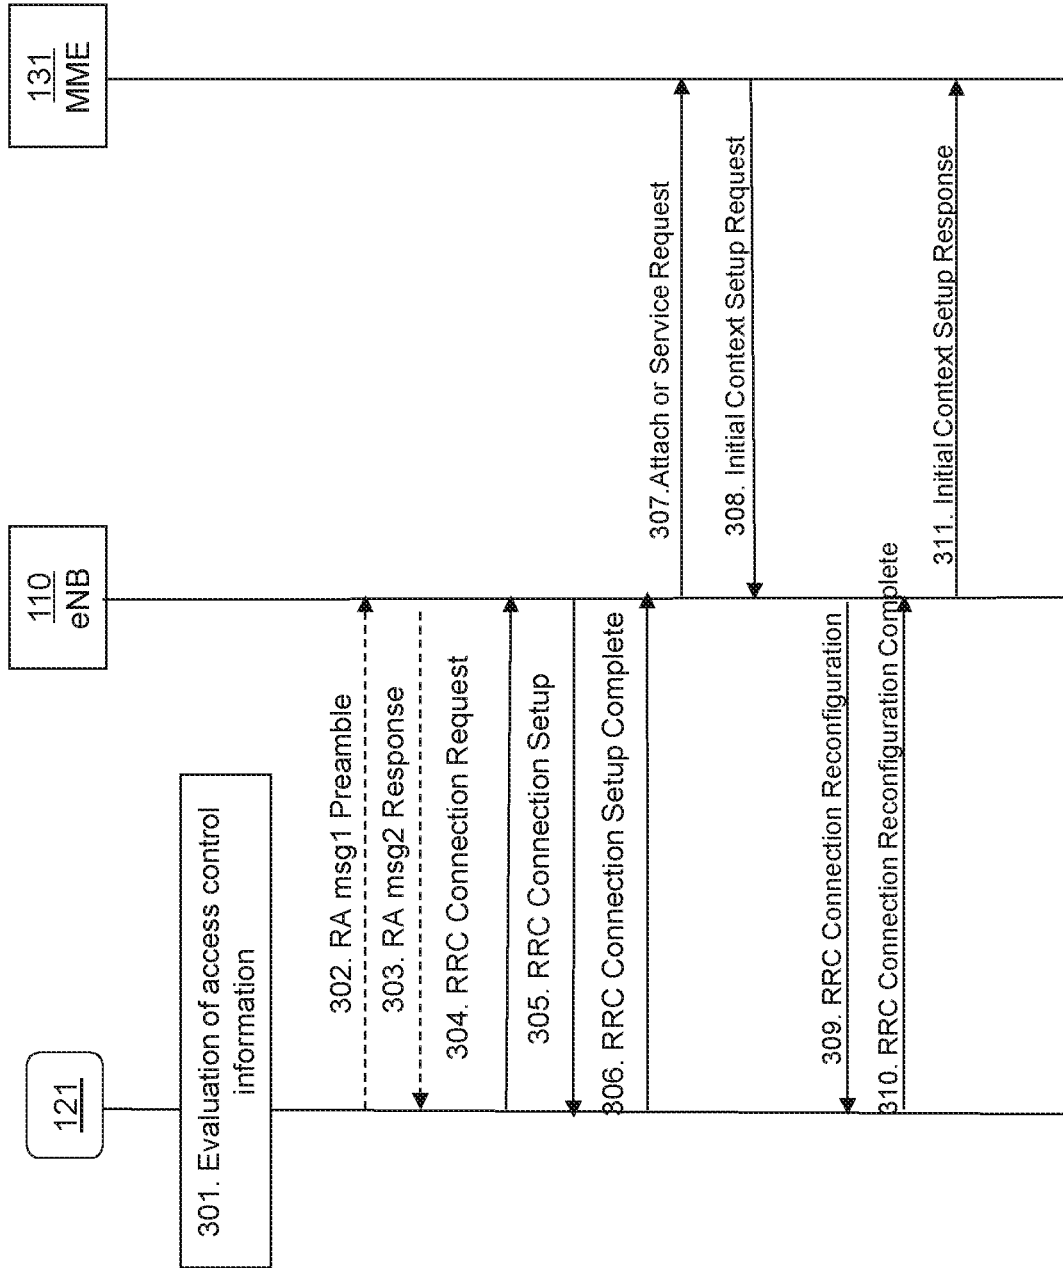 121
110
eNB
131
MME
301. Evaluation of access control
information
302. RA msg1 Preamble
303. RA msg2 Response
304. RRC Connection Request
305. RRC Connection Setup
306. RRC Connection Setup Complete
307.Attach or Service Request
308. Initial Context Setup Request
309. RRC Connection Reconfiguration
310. RRC Connection Reconfiguration Complete
311. Initial Context Setup Response